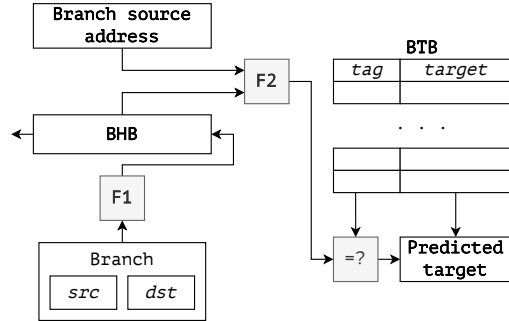 Branch source
address
BTB
tag target
F2
BHB
. . .
F1
Branch
src dst
=?
Predicted
target